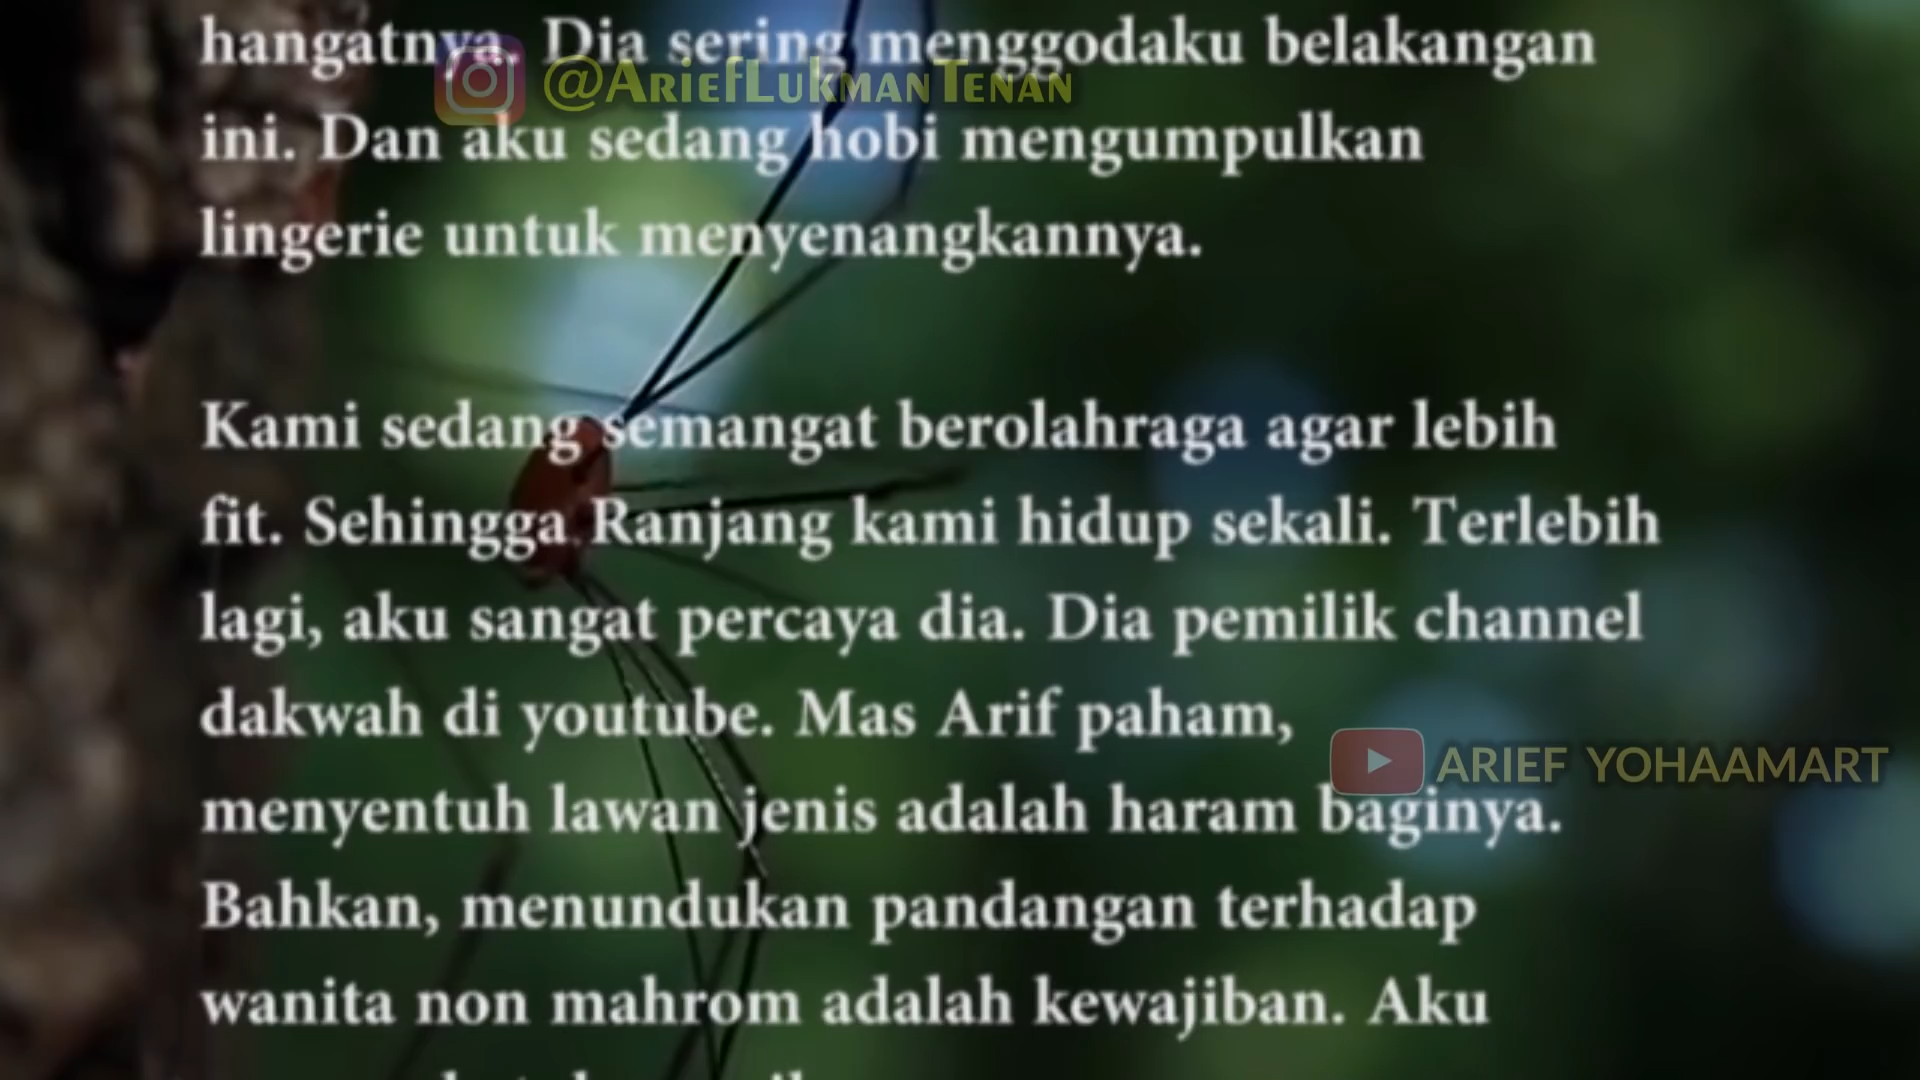 hangatnya. Dia sering menggodaku belakangan
@AriefLukmanTenan
ini. Dan aku sedang hobi mengumpulkan
lingerie untuk menyenangkannya.
Kami sedang semangat berolahraga agar lebih
fit. Sehingga Ranjang kami hidup sekali. Terlebih
lagi, aku sangat percaya dia. Dia pemilik channel
dakwah di youtube. Mas Arif paham,
ARIEF YOHAAMART
menyentuh lawan jenis adalah haram baginya.
Bahkan, menundukan pandangan terhadap
wanita non mahrom adalah kewajiban. Aku